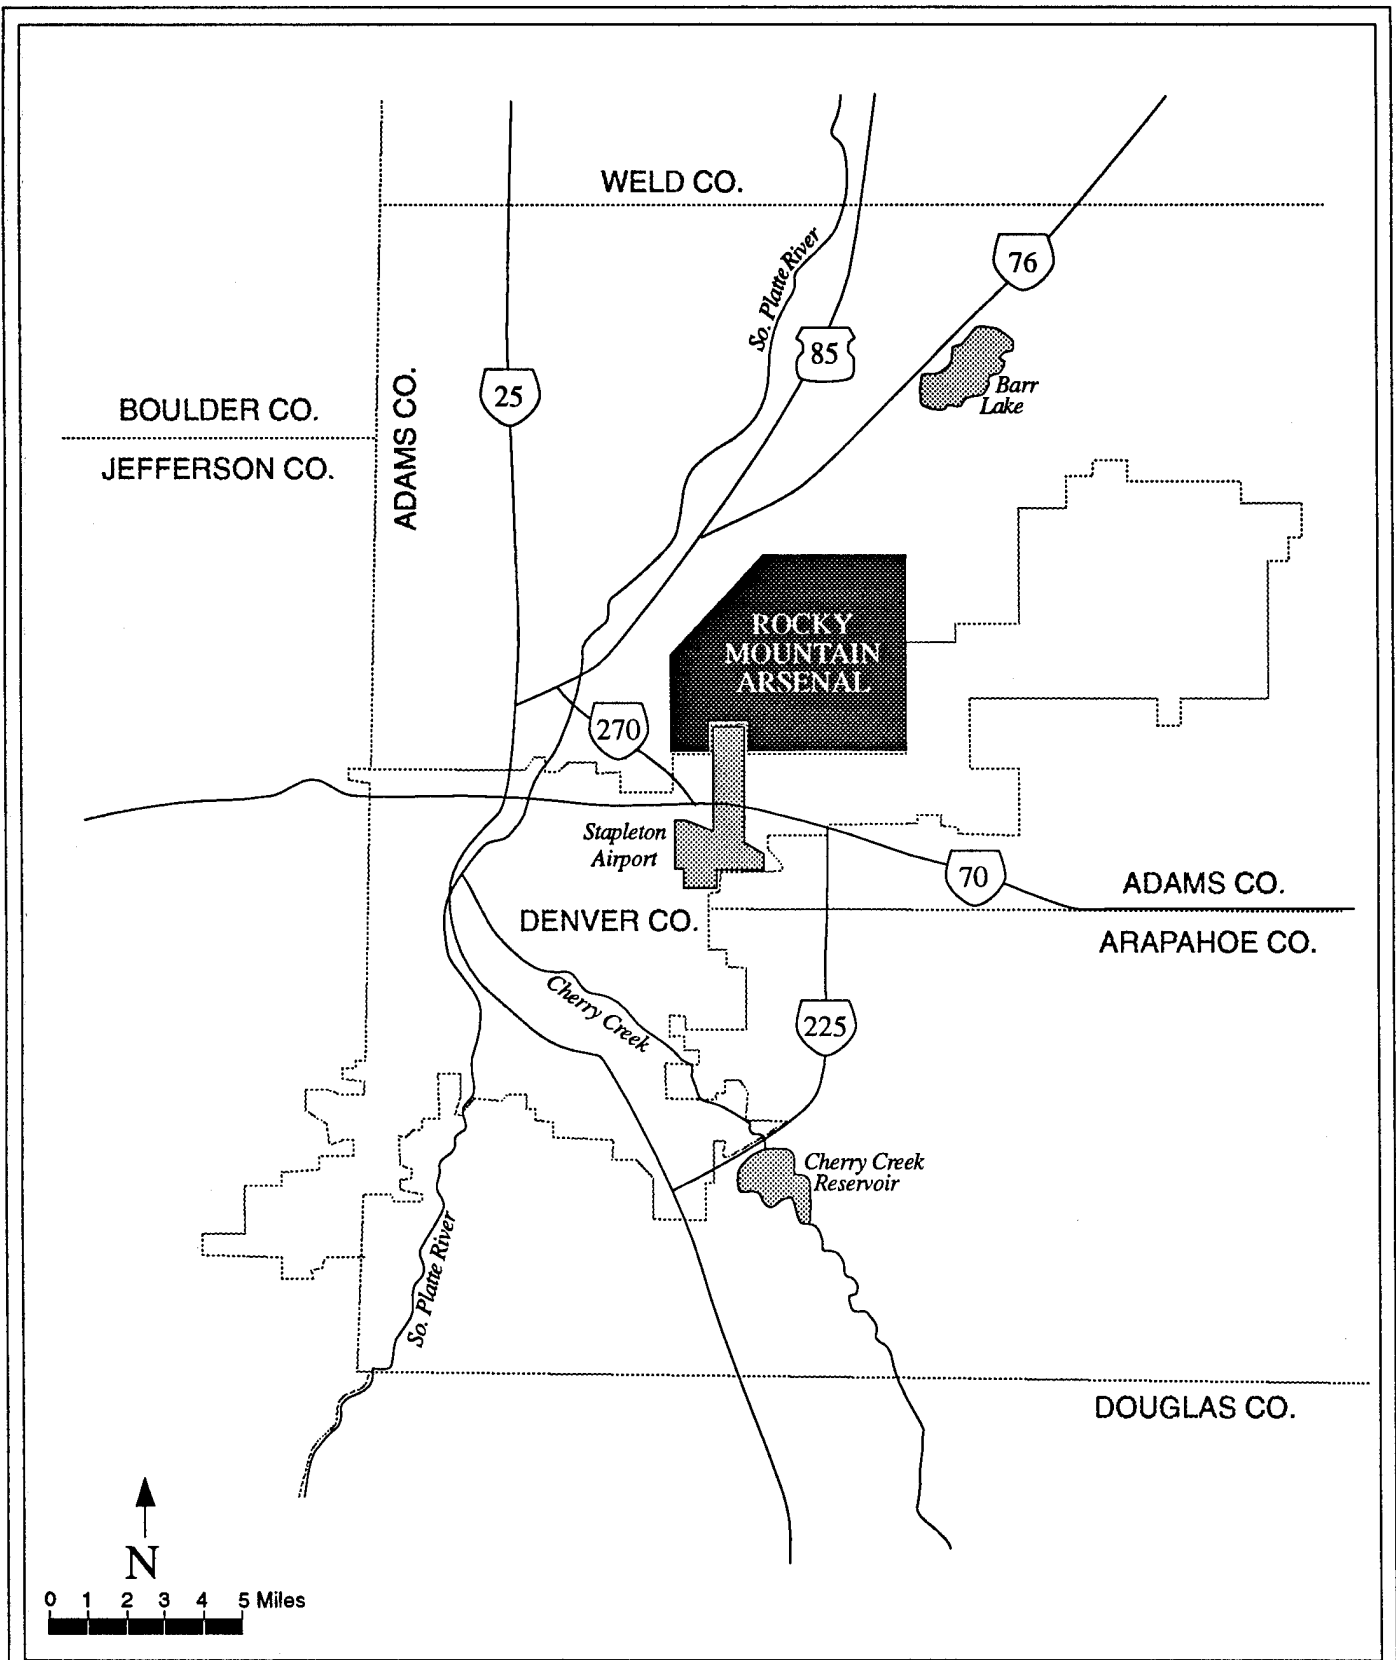 WELD CO.
So. Platte River
76
85
25
Barr
Lake
BOULDER CO.
ADAMS CO.
JEFFERSON CO.
ROCKY
MOUNTAIN
ARSENAL
270
Stapleton
Airport
70
ADAMS CO.
DENVER CO.
ARAPAHOE CO.
Cherry Creek
225
Cherry Creek
Reservoir
So. Platte River
DOUGLAS CO.
N
0 1 2 3 4 5 Miles